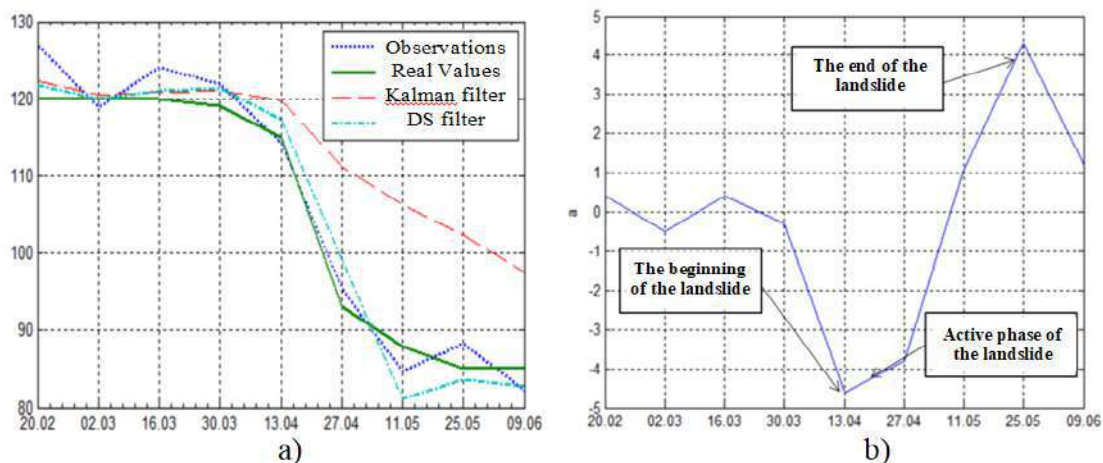 130
120
110
100
90
80
20.02 02.03 16.03 30.03 13.04 27.04 11.05 25.05 09.06
Observations
Real Values
Kalman filter
DS filter
a)
5
4
3
2
1
0
-1
-2
-3
-4
-5
a
20.02 02.03 16.03 30.03 13.04 27.04 11.05 25.05 09.06
The end of the
landslide
The beginning
of the landslide
Active phase of
the landslide
b)